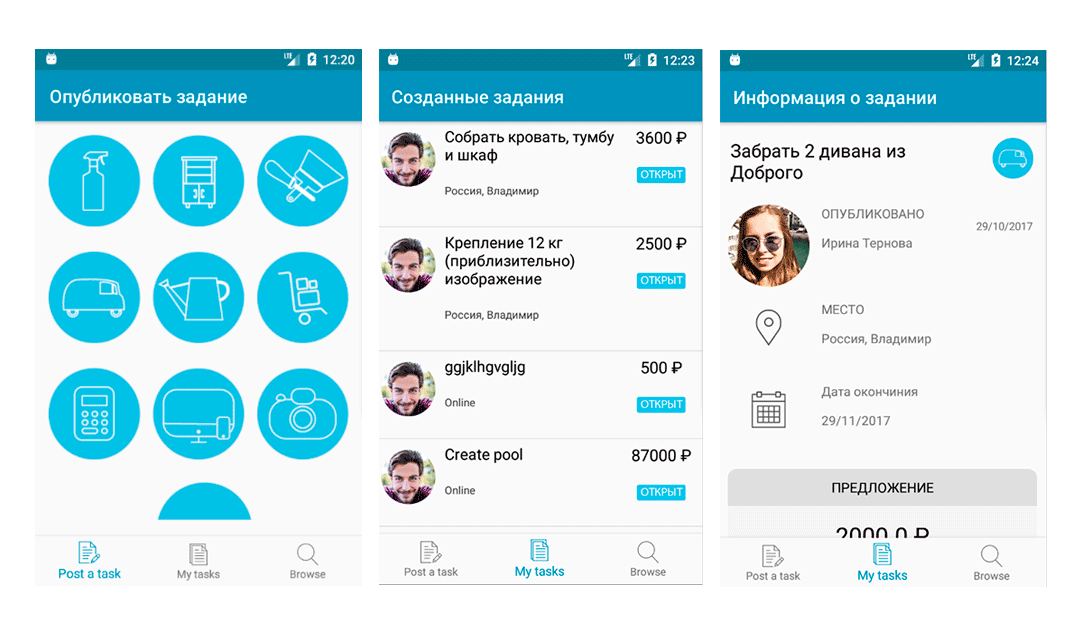 LTE 12:20
Опубликовать задание
Post a task
My tasks
Browse
LTE 12:23
Созданные задания
Собрать кровать, тумбу
и шкаф
3600 ₽
ОТКРЫТ
Россия, Владимир
Крепление 12 кг
(приблизительно)
изображение
2500 ₽
ОТКРЫТ
Россия, Владимир
ggjklhgvgljg
500 ₽
Online
ОТКРЫТ
Create pool
87000 ₽
Online
ОТКРЫТ
Post a task
My tasks
Browse
LTE 12:24
Информация о задании
Забрать 2 дивана из
Доброго
ОПУБЛИКОВАНО
29/10/2017
Ирина Тернова
МЕСТО
Россия, Владимир
Дата окончиния
29/11/2017
ПРЕДЛОЖЕНИЕ
2000.0 ₽
Post a task
My tasks
Browse